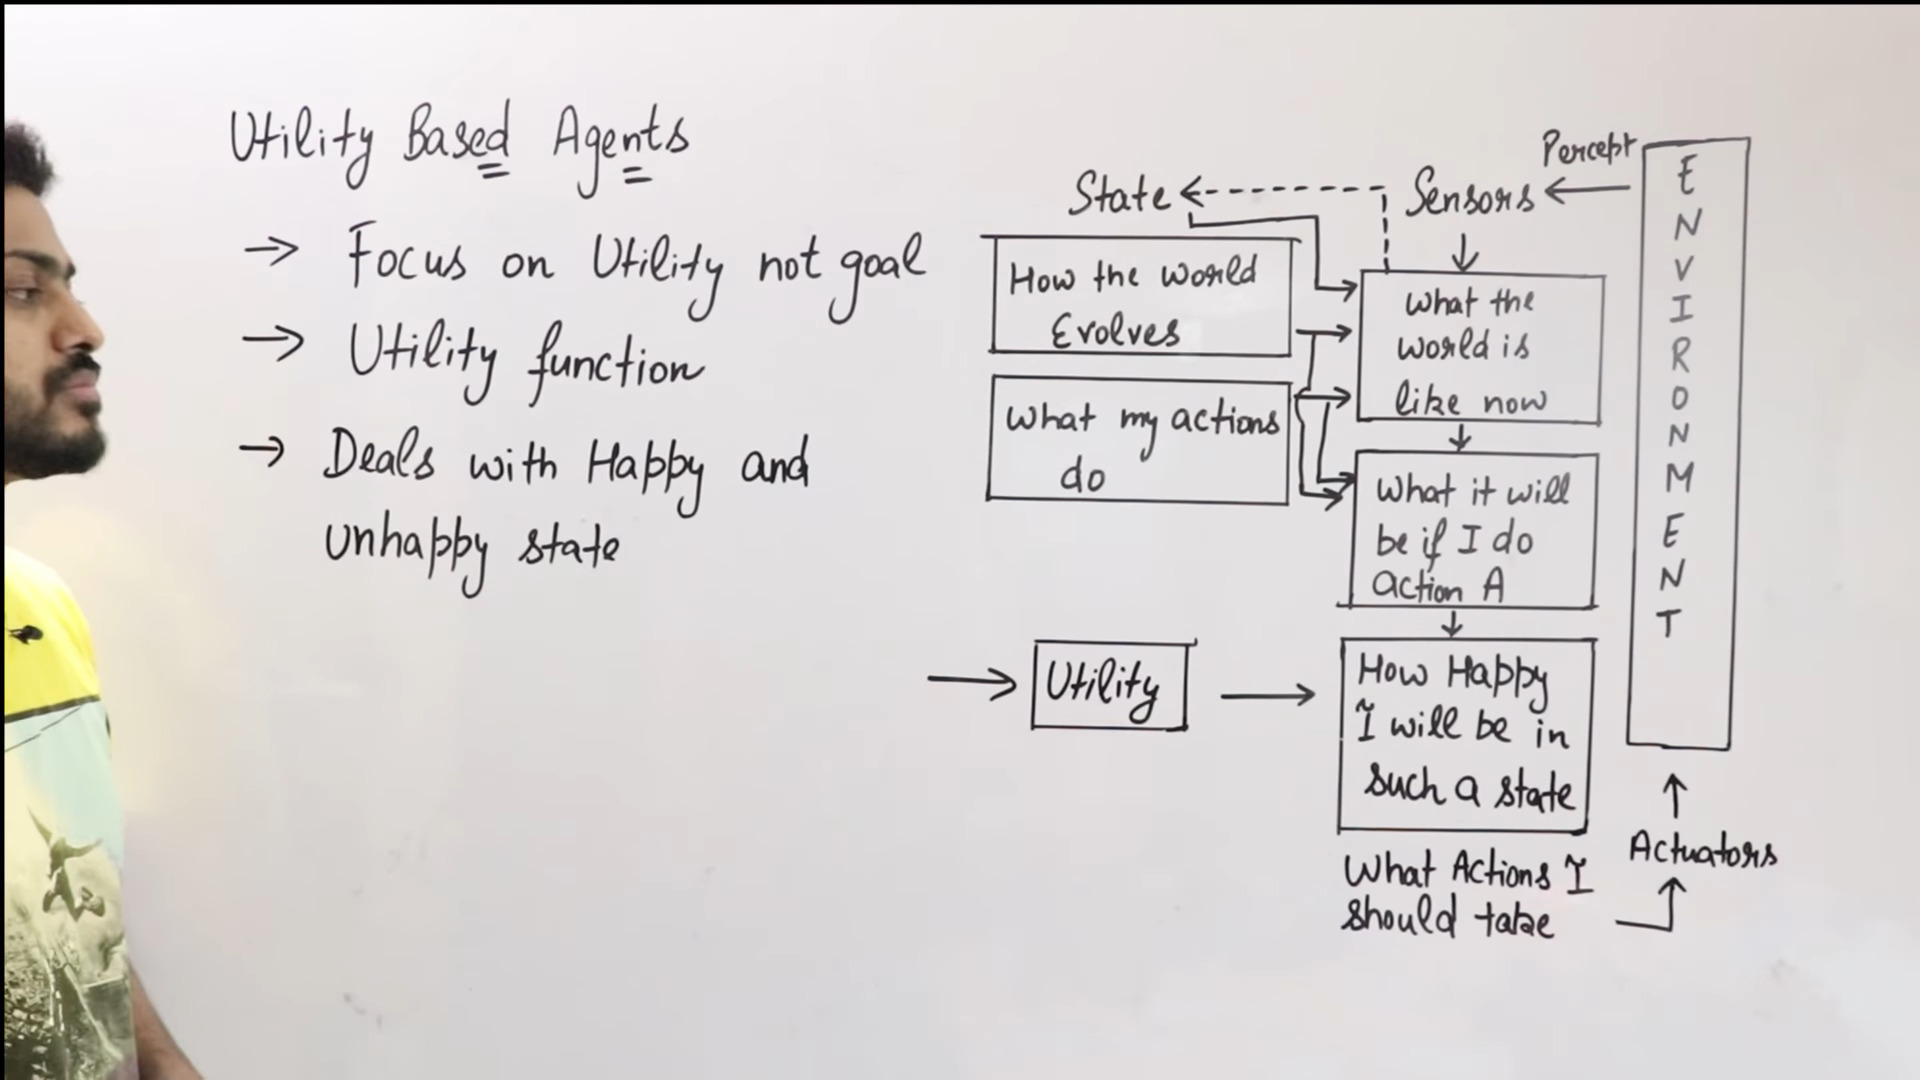 Utility Based Agents
→ Focus on Utility not goal
→ Utility function
→ Deals with Happy and
unhappy state
Percept
State
Sensors
How the world
Evolves
What my actions
do
What the
world is
like now
What it will
be if I do
action A
Utility
How Happy
I will be in
such a state
What Actions I
should take
Actuators
ENVIRONMENT